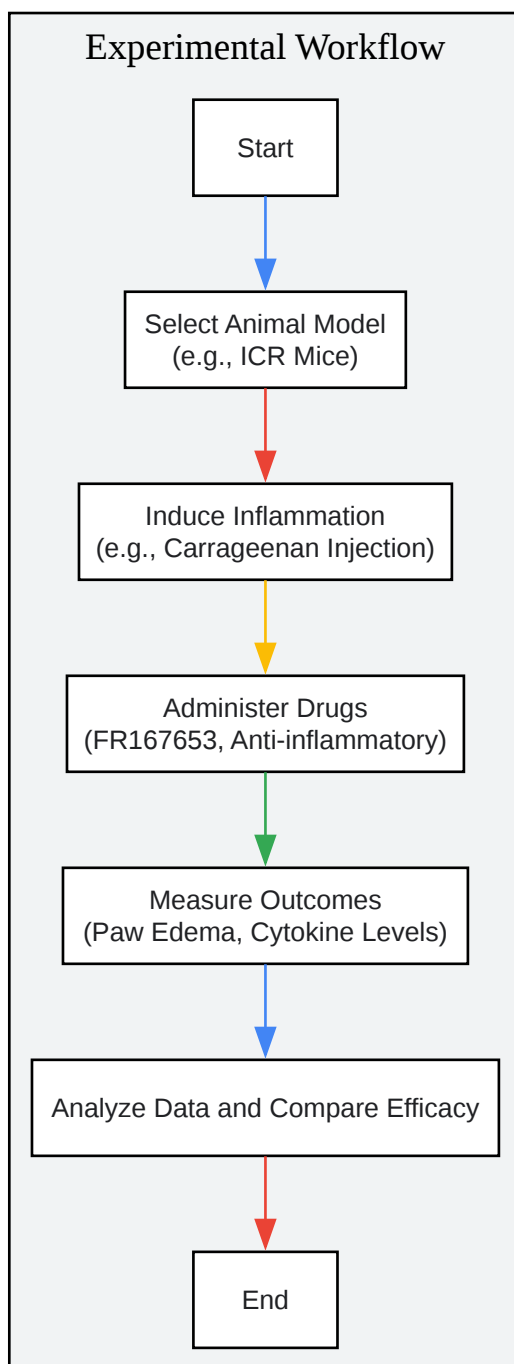 Experimental Workflow
Start
Select Animal Model
(e.g., ICR Mice)
Induce Inflammation
(e.g., Carrageenan Injection)
Administer Drugs
(FR167653, Anti-inflammatory)
Measure Outcomes
(Paw Edema, Cytokine Levels)
Analyze Data and Compare Efficacy
End